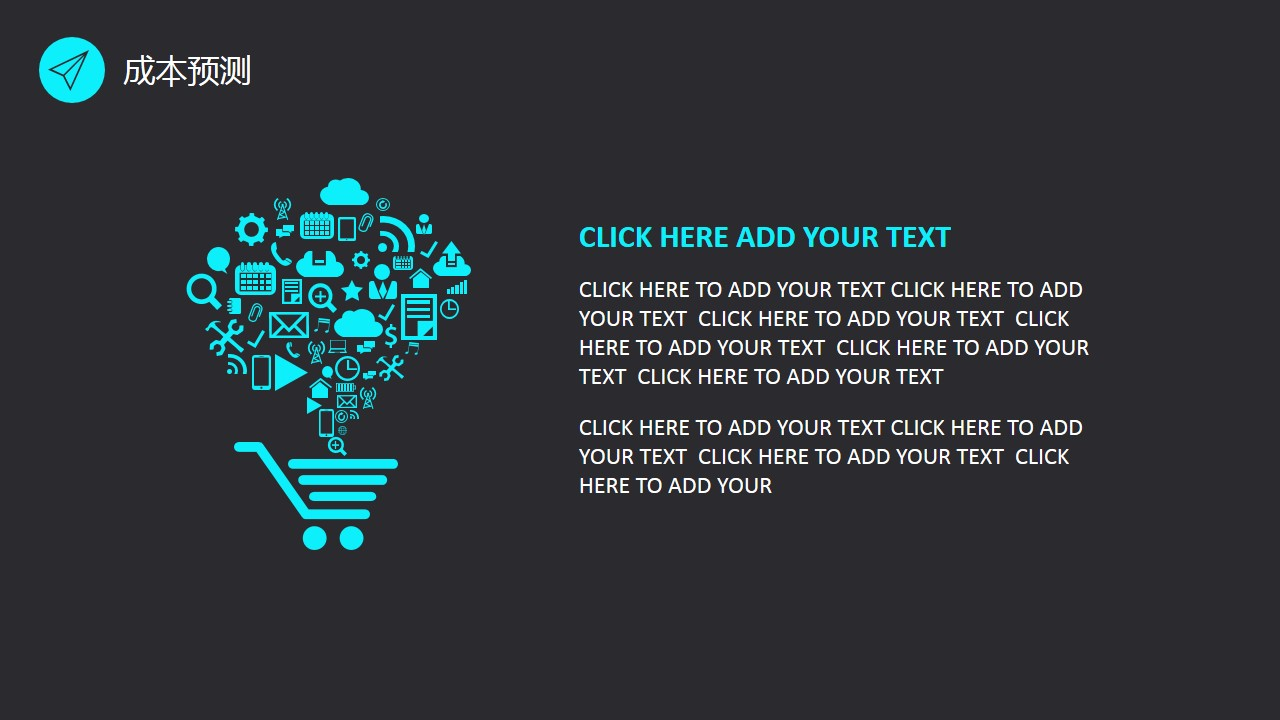 成本预测
CLICK HERE ADD YOUR TEXT
CLICK HERE TO ADD YOUR TEXT CLICK HERE TO ADD
YOUR TEXT  CLICK HERE TO ADD YOUR TEXT  CLICK
HERE TO ADD YOUR TEXT  CLICK HERE TO ADD YOUR
TEXT  CLICK HERE TO ADD YOUR TEXT
CLICK HERE TO ADD YOUR TEXT CLICK HERE TO ADD
YOUR TEXT  CLICK HERE TO ADD YOUR TEXT  CLICK
HERE TO ADD YOUR